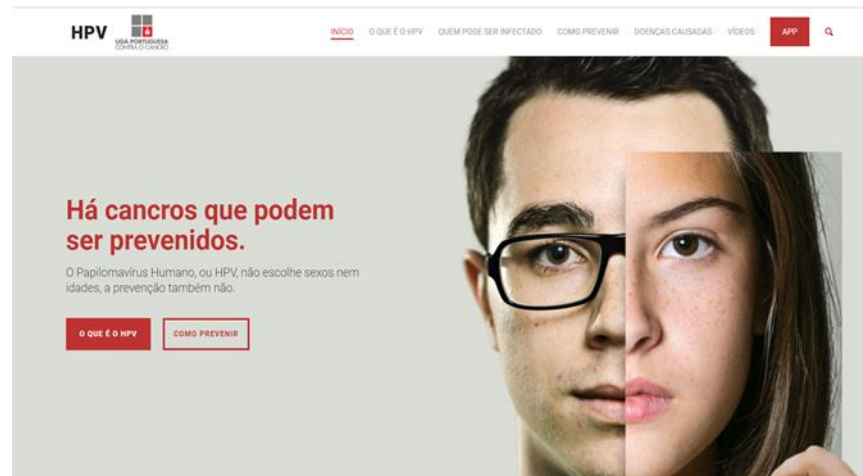 HPV
LIGA PORTUGUESA
CONTRA O CANCRO
INÍCIO O QUE É O HPV QUEM PODE SER INFECTADO COMO PREVENIR DOENÇAS CAUSADAS VÍDEOS APP
Há cancros que podem
ser prevenidos.
O Papilomavírus Humano, ou HPV, não escolhe sexos nem
idades, a prevenção também não.
O QUE É O HPV COMO PREVENIR